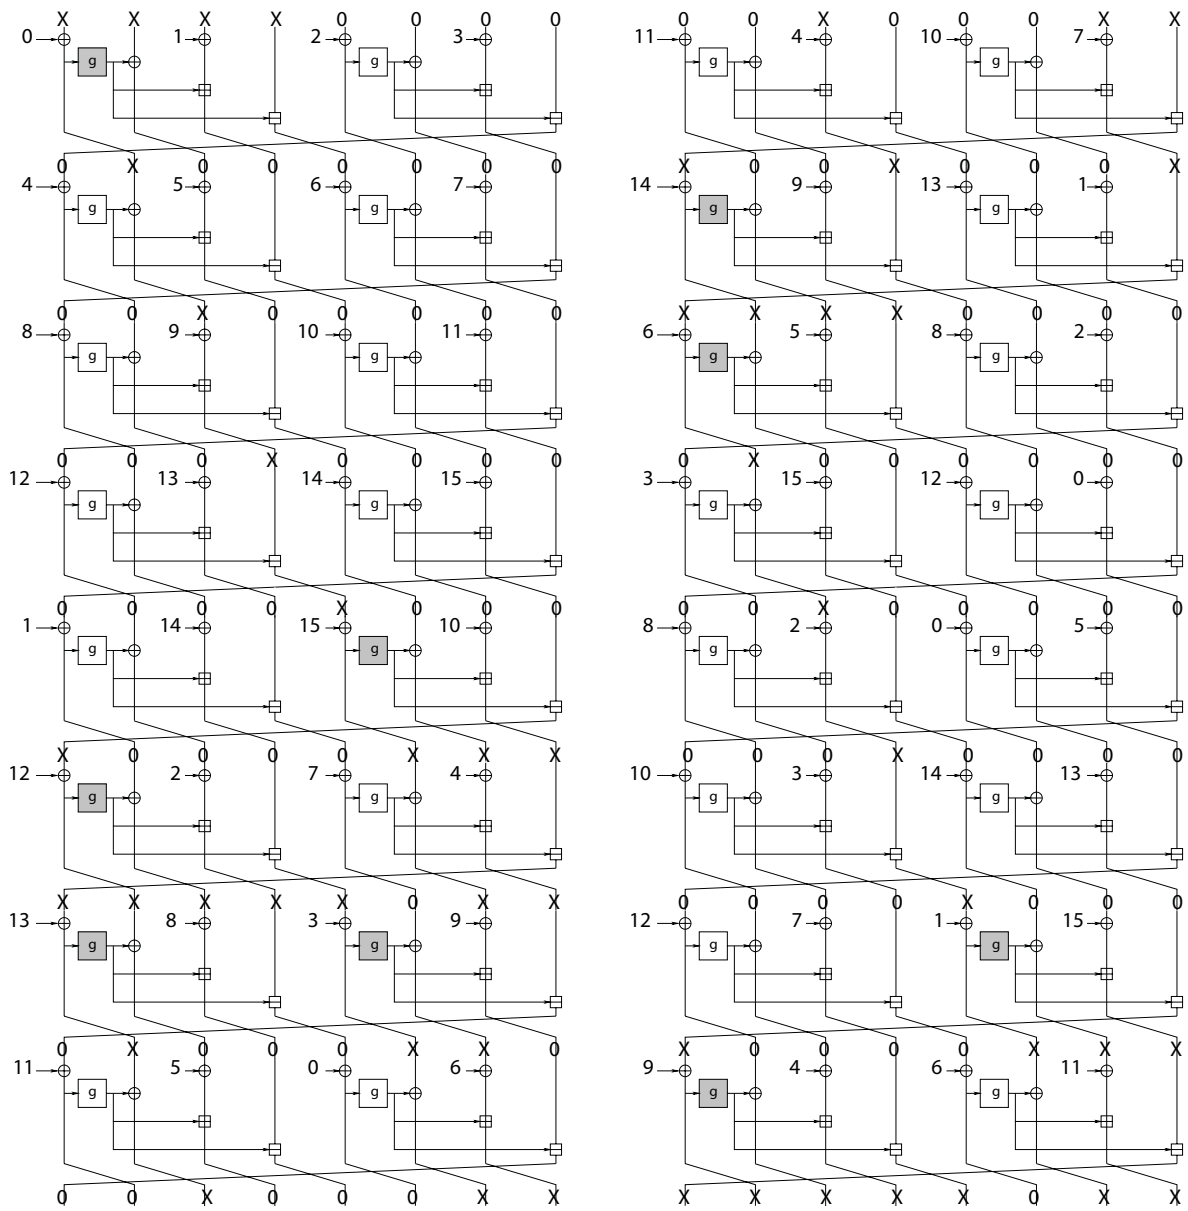 X X X X 0 0 0 0
0 1 2 3
g g
0 X 0 0 0 0 0 0
4 5 6 7
g g
0 0 X 0 0 0 0 0
8 9 10 11
g g
0 0 0 X 0 0 0 0
12 13 14 15
g g
0 0 0 0 X 0 0 0
1 14 15 10
g g
X 0 0 0 0 X X X
12 2 7 4
g g
X X X X X 0 X X
13 8 3 9
g g
0 X 0 0 0 X X 0
11 5 0 6
g g
0 0 X 0 0 0 X X
0 0 X 0 0 0 X X
11 4 10 7
g g
X 0 0 0 0 0 0 X
14 9 13 1
g g
X X X X 0 0 0 0
6 5 8 2
g g
0 X 0 0 0 0 0 0
3 15 12 0
g g
0 0 X 0 0 0 0 0
8 2 0 5
g g
0 0 0 X 0 0 0 0
10 3 14 13
g g
0 0 0 0 X 0 0 0
12 7 1 15
g g
X 0 0 0 0 X X X
9 4 6 11
g g
X X X X X 0 X X